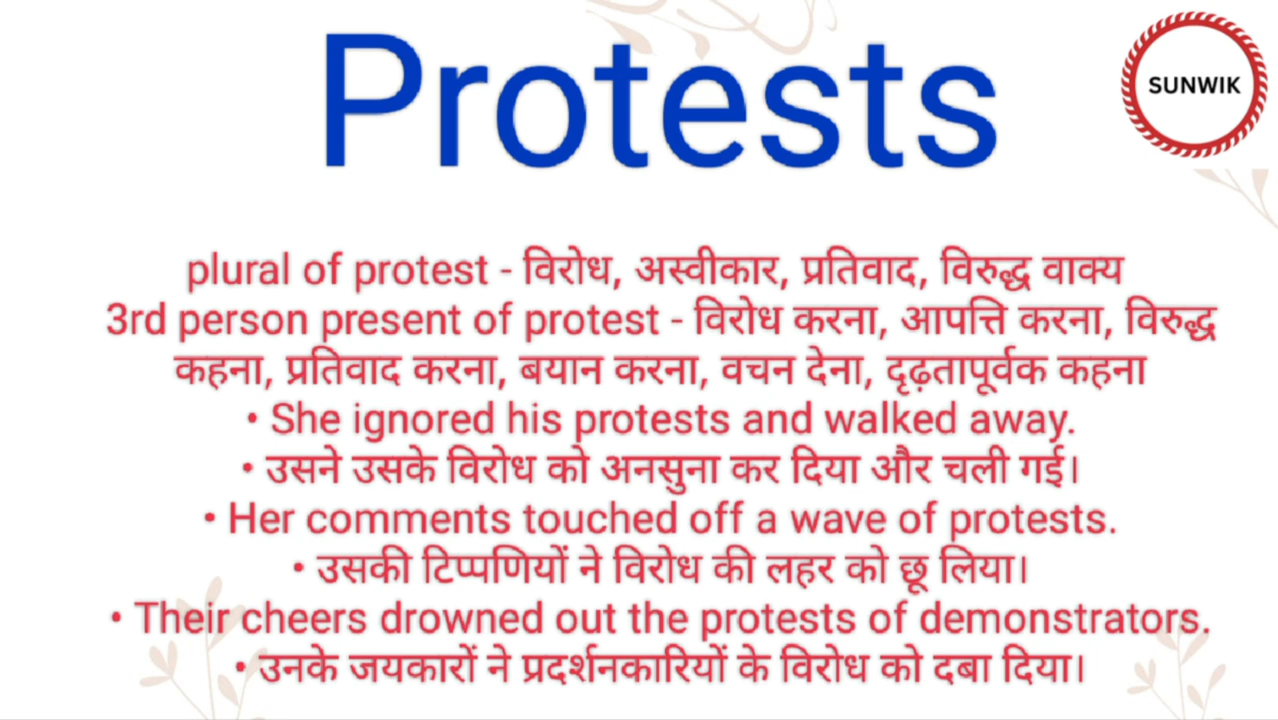 Protests
SUNWIK
plural of protest - विरोध, अस्वीकार, प्रतिवाद, विरुद्ध वाक्य
3rd person present of protest - विरोध करना, आपत्ति करना, विरुद्ध
कहना, प्रतिवाद करना, बयान करना, वचन देना, दृढ़तापूर्वक कहना
• She ignored his protests and walked away.
• उसने उसके विरोध को अनसुना कर दिया और चली गई।
• Her comments touched off a wave of protests.
• उसकी टिप्पणियों ने विरोध की लहर को छू लिया।
• Their cheers drowned out the protests of demonstrators.
• उनके जयकारों ने प्रदर्शनकारियों के विरोध को दबा दिया।